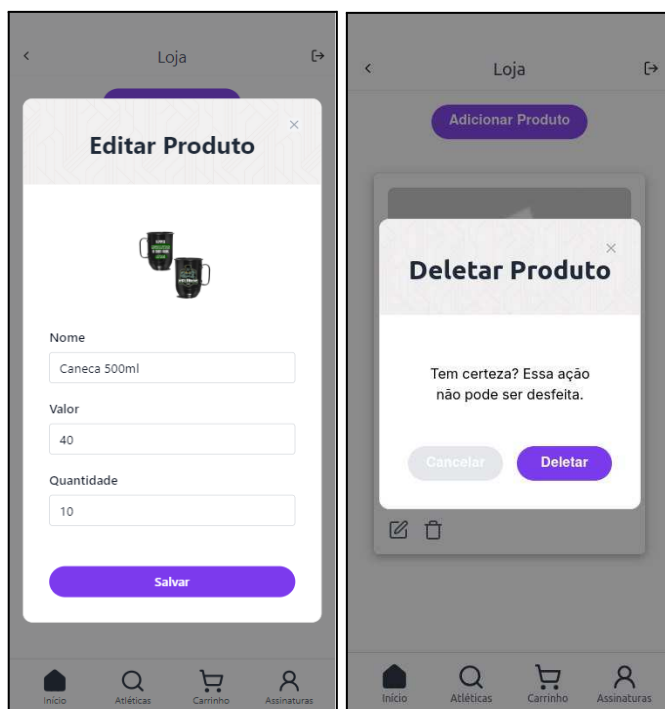 Loja
Editar Produto
Nome
Caneca 500ml
Valor
40
Quantidade
10
Salvar
Início
Atléticas
Carrinho
Assinaturas
Loja
Adicionar Produto
Deletar Produto
Tem certeza? Essa ação
não pode ser desfeita.
Cancelar
Deletar
Início
Atléticas
Carrinho
Assinaturas